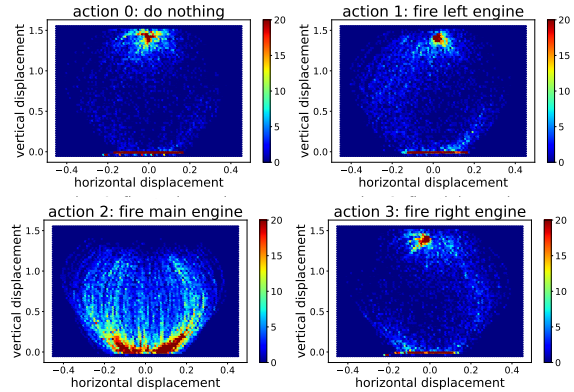 action 0: do nothing
action 1: fire left engine
vertical displacement
1.5
1.0
0.5
0.0
−0.4 −0.2 0.0 0.2 0.4
horizontal displacement
20
15
10
5
0
vertical displacement
1.5
1.0
0.5
0.0
−0.4 −0.2 0.0 0.2 0.4
horizontal displacement
20
15
10
5
0
action 2: fire main engine
action 3: fire right engine
vertical displacement
1.5
1.0
0.5
0.0
−0.4 −0.2 0.0 0.2 0.4
horizontal displacement
20
15
10
5
0
vertical displacement
1.5
1.0
0.5
0.0
−0.4 −0.2 0.0 0.2 0.4
horizontal displacement
20
15
10
5
0